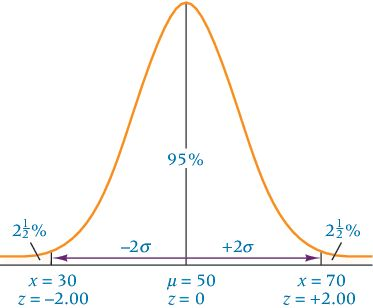 95%
2½%
−2σ
+2σ
2½%
x = 30
μ = 50
x = 70
z = −2.00
z = 0
z = +2.00